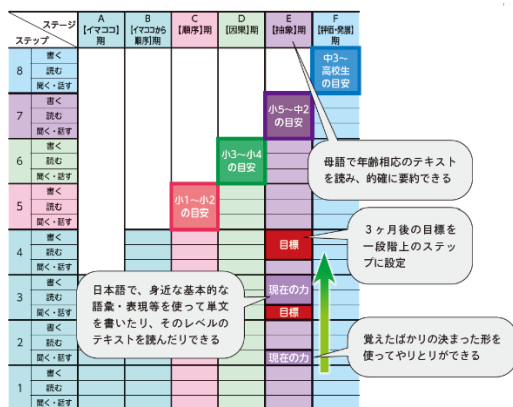 ステージ
ステップ
A
【イマココ】
期
B
【イマココから
順序】期
C
【順序】期
D
【因果】期
E
【抽象】期
F
【評価・発展】
期
8
書く
読む
聞く・話す
中3~
高校生
の目安
7
書く
読む
聞く・話す
小5~中2
の目安
母語で年齢相応のテキスト
を読み、的確に要約できる
6
書く
読む
聞く・話す
小3~小4
の目安
5
書く
読む
聞く・話す
小1~小2
の目安
4
書く
読む
聞く・話す
目標
3ヶ月後の目標を
一段階上のステッ
プに設定
3
書く
読む
聞く・話す
日本語で、身近な基本的な
語彙・表現等を使って単文
を書いたり、そのレベルの
テキストを読んだりできる
現在の力
目標
2
書く
読む
聞く・話す
現在の力
覚えたばかりの決まった形を
使ってやりとりができる
1
書く
読む
聞く・話す